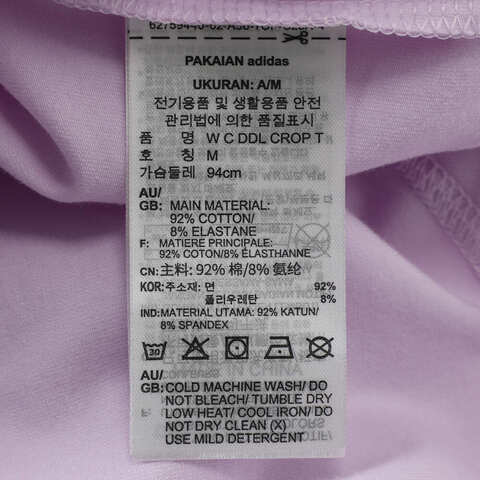 PAKAIAN adidas
UKURAN: A/M
전기용품 및 생활용품 안전
관리법에 의한 품질표시
품 명 W C DDL CROP T
호 칭 M
가슴둘레 94cm
AU/
GB: MAIN MATERIAL:
92% COTTON/
8% ELASTANE
F: MATIERE PRINCIPALE:
92% COTON/8% ELASTHANNE
CN: 主料: 92% 棉/8% 氨纶
KOR: 주소재: 면 92%
폴리우레탄 8%
IND: MATERIAL UTAMA: 92% KATUN/
8% SPANDEX
30
AU/
GB: COLD MACHINE WASH/ DO
NOT BLEACH/ TUMBLE DRY
LOW HEAT/ COOL IRON/ DO
NOT DRY CLEAN (X)
USE MILD DETERGENT